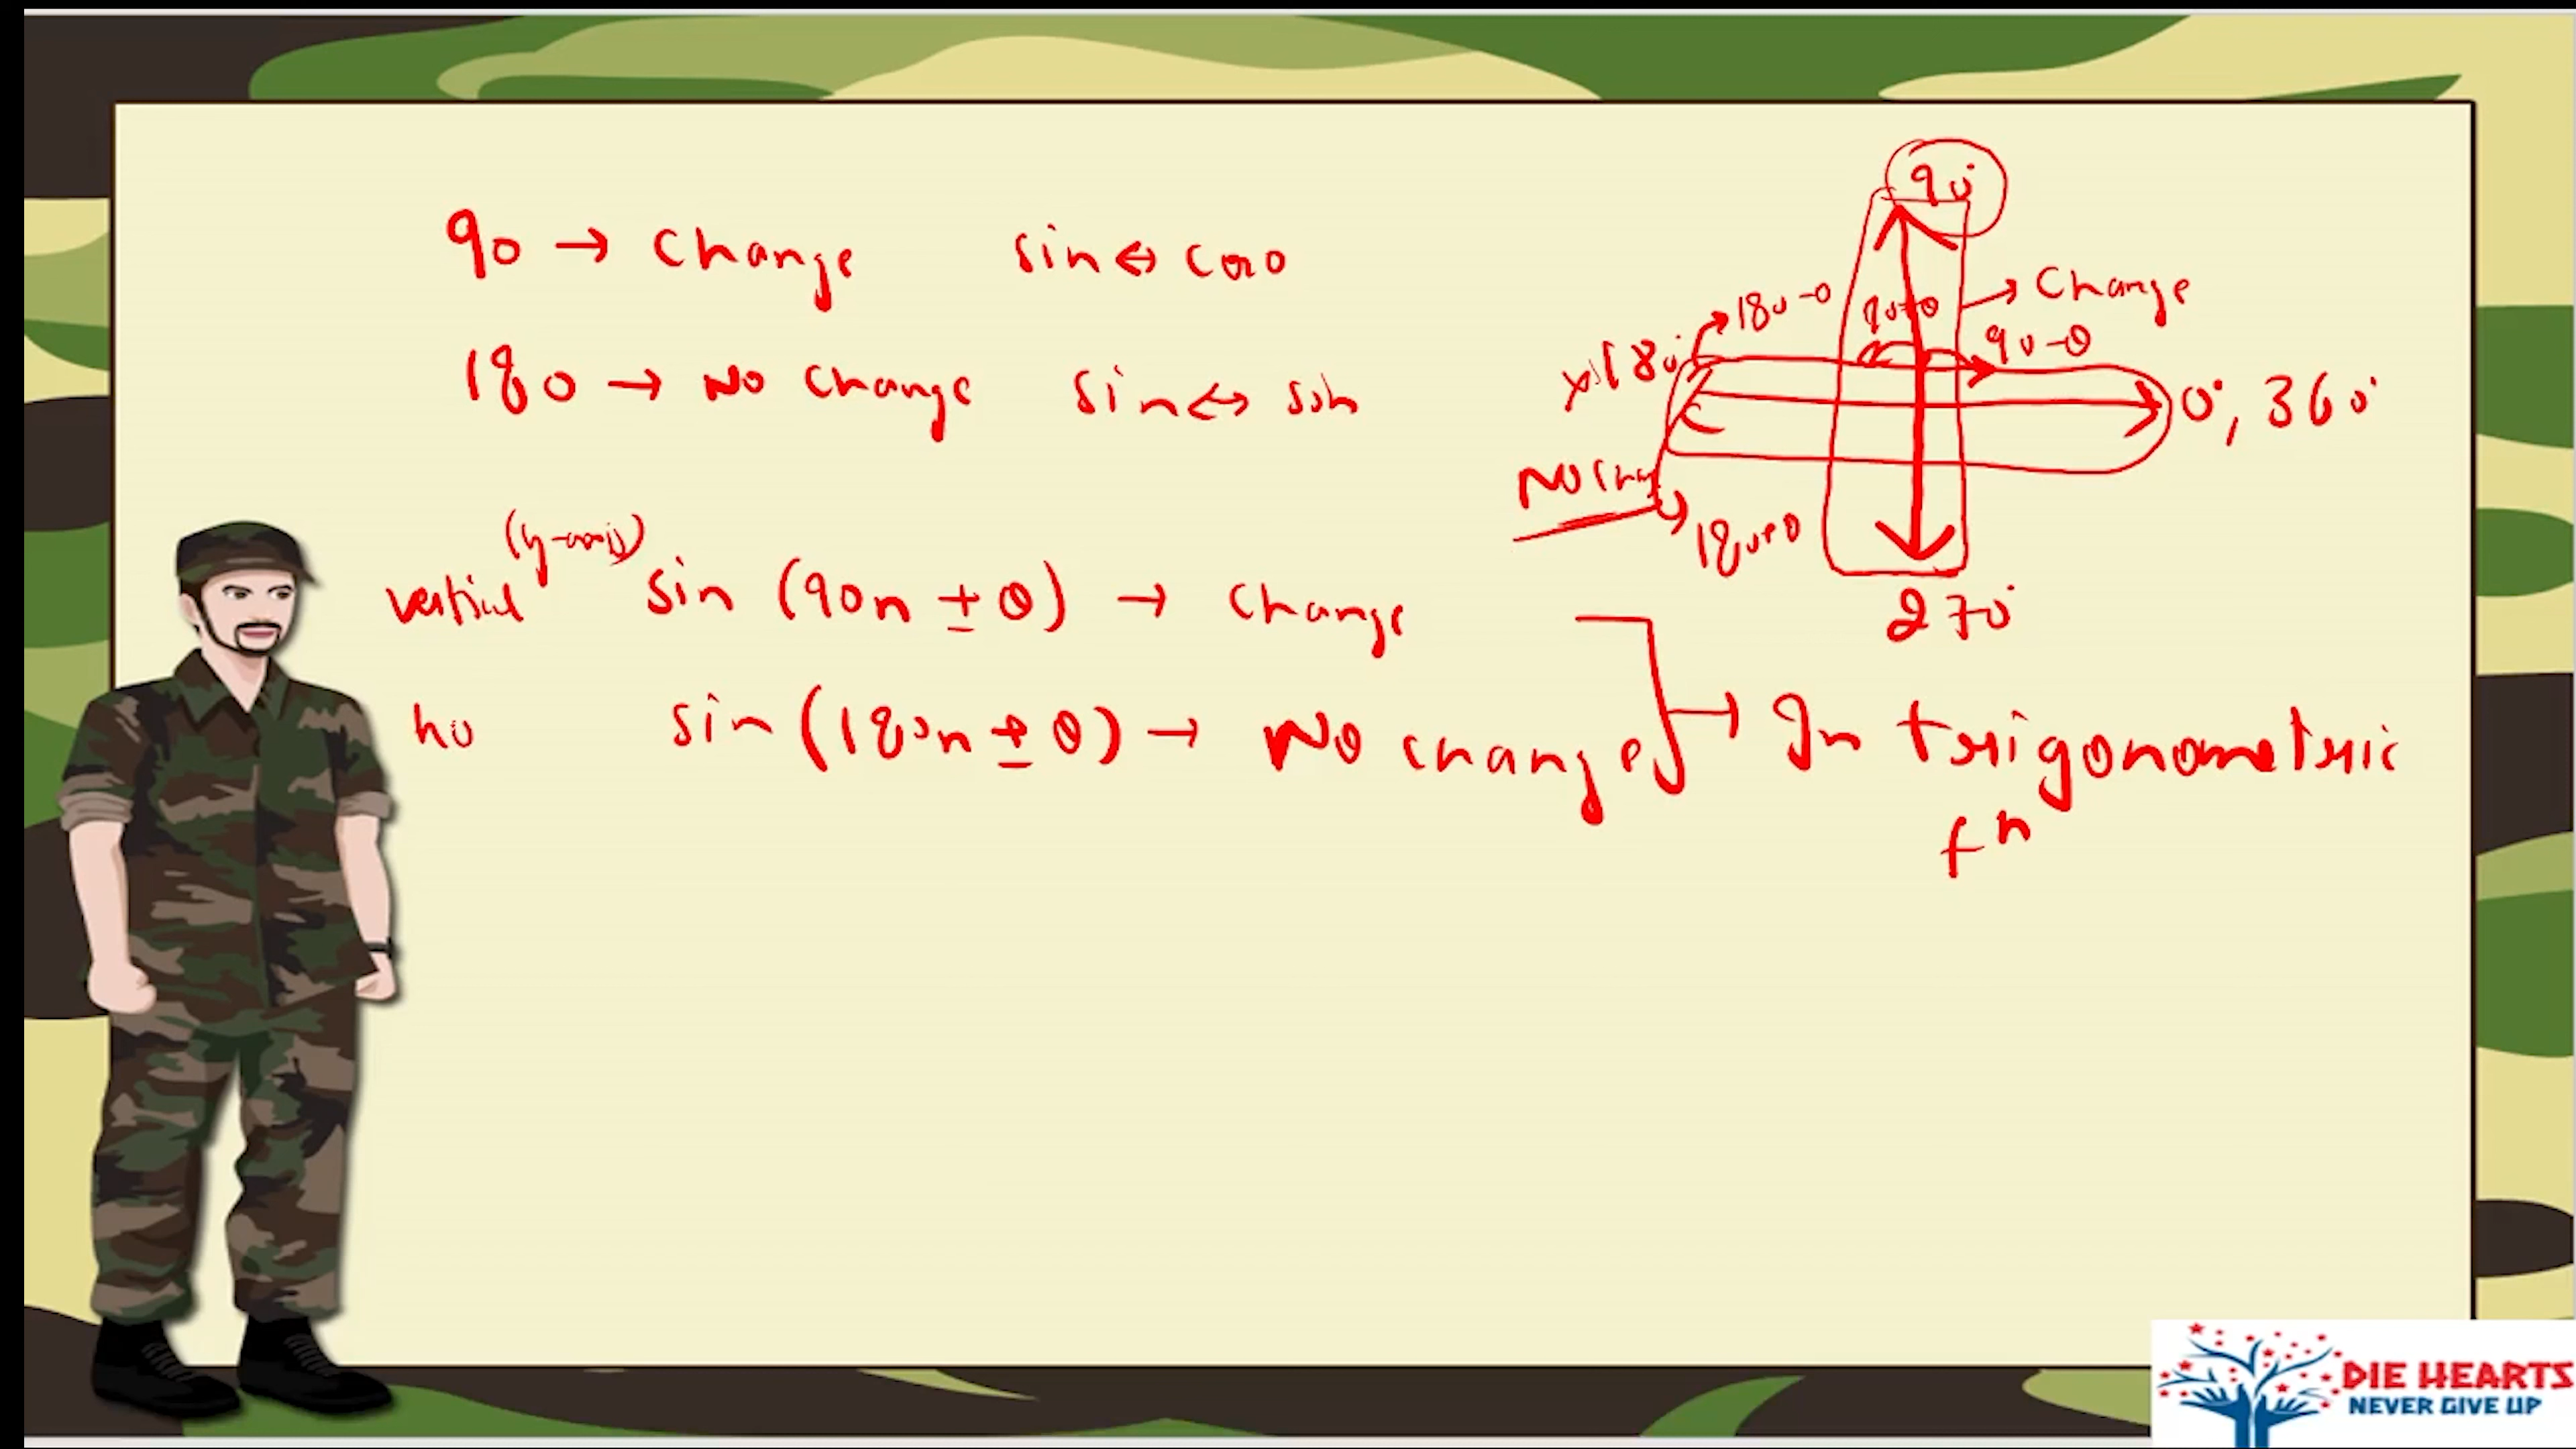 90 → Change sin ↔ cos
180 → No Change sin ↔ sin
vertical (y-axis) sin (90n ± θ) → Change
ho sin (180n ± θ) → No change
→ In trigonometric
fn
90°
→ Change
180-θ
90+θ
90-θ
180°
0°, 360°
No Chan
180+θ
270°
DIE HEARTS
NEVER GIVE UP